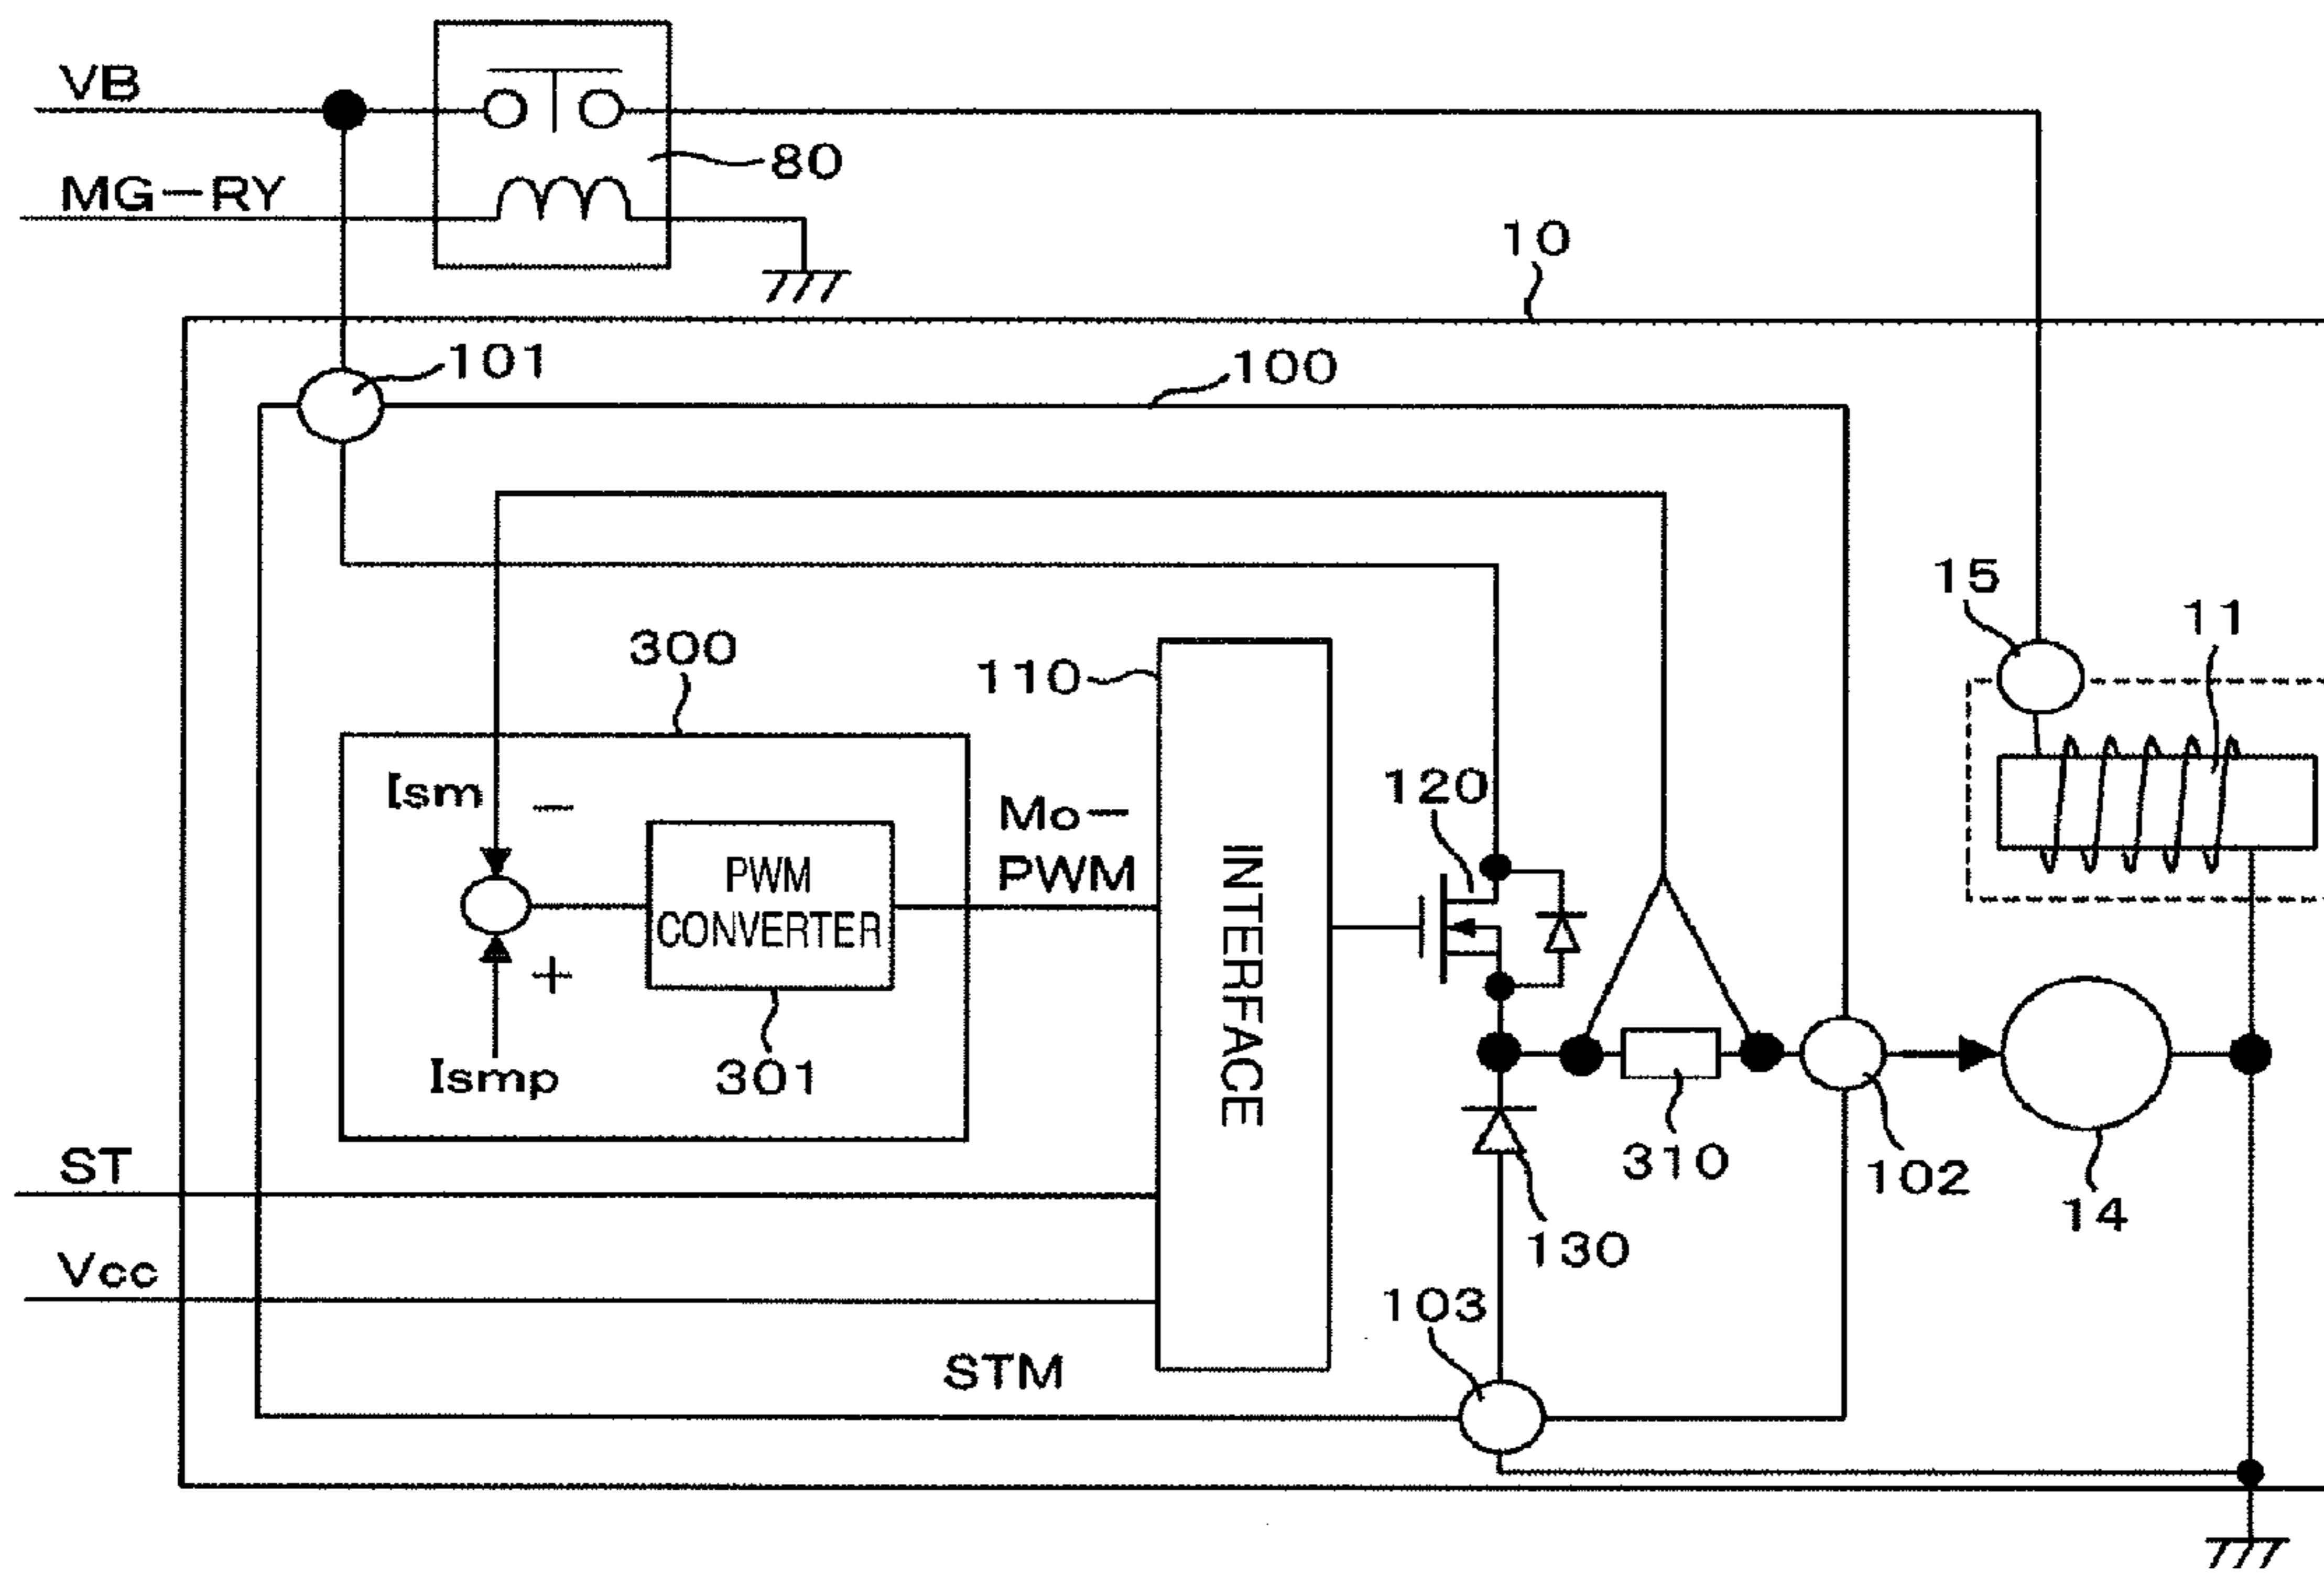 VB
80
MG-RY
10
101
100
15
11
300
110
Ism
−
120
Mo-
PWM
PWM
CONVERTER
INTERFACE
+
Ismp
301
310
102
ST
14
130
Vcc
103
STM